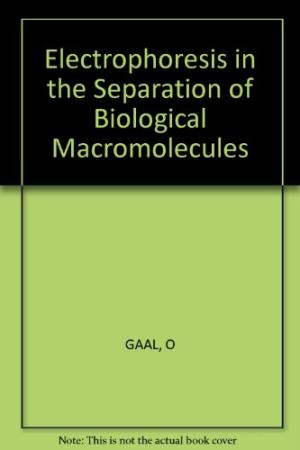 Electrophoresis in
the Separation of
Biological
Macromolecules
GAAL, O
Note: This is not the actual book cover